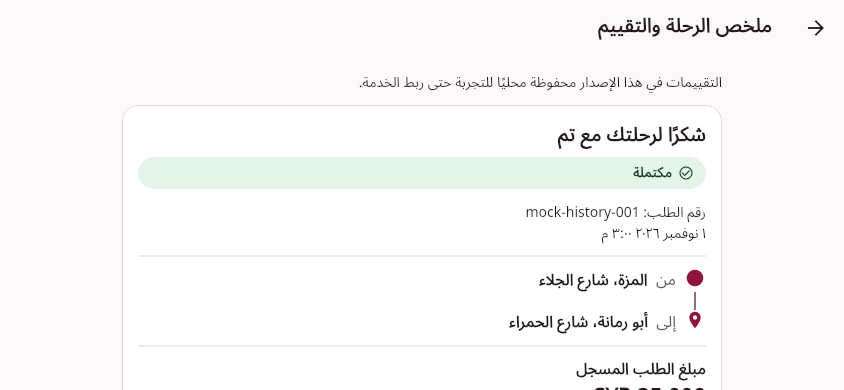 ملخص الرحلة والتقييم
التقييمات في هذا الإصدار محفوظة محليًا للتجربة حتى ربط الخدمة.
شكرًا لرحلتك مع تم
مكتملة
رقم الطلب: mock-history-001
١ نوفمبر ٢٠٢٦ ٣:٠٠ م
من المزة، شارع الجلاء
إلى أبو رمانة، شارع الحمراء
مبلغ الطلب المسجل